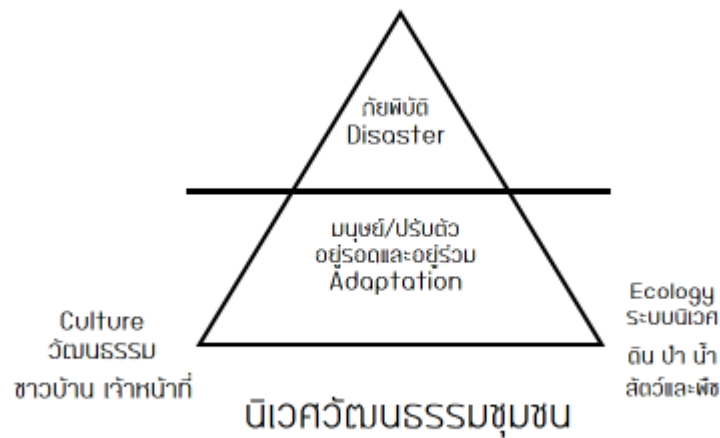 ภัยพิบัติ
Disaster
มนุษย์/ปรับตัว
อยู่รอดและอยู่ร่วม
Adaptation
Culture
วัฒนธรรม
ชาวบ้าน เจ้าหน้าที่
Ecology
ระบบนิเวศ
ดิน ป่า น้ำ
สัตว์และพืช
นิเวศวัฒนธรรมชุมชน